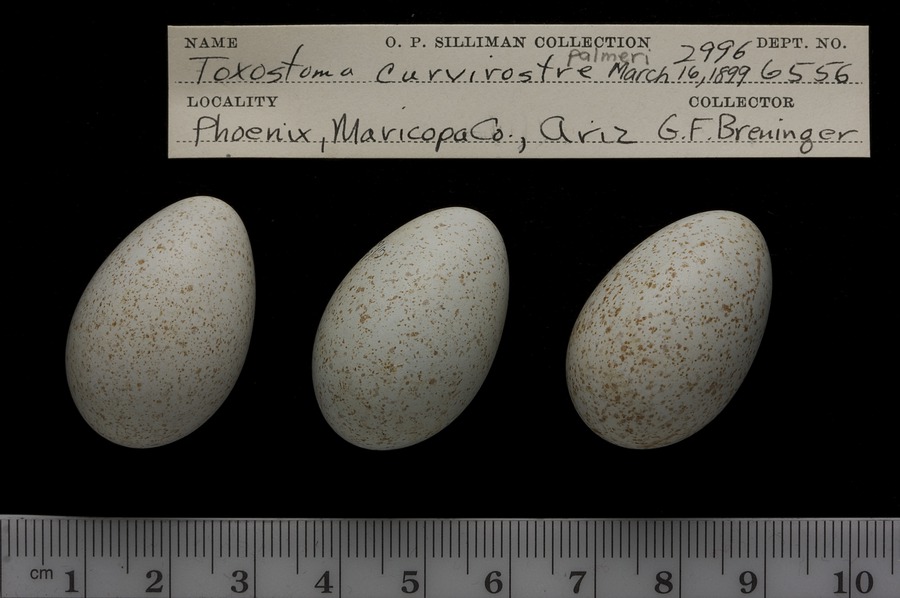 NAME O. P. SILLIMAN COLLECTION 2996 DEPT. NO.
palmeri
Toxostoma curvirostre March 16, 1899 6556
LOCALITY COLLECTOR
Phoenix, Maricopa Co., Ariz G. F. Breninger
cm 1 2 3 4 5 6 7 8 9 10